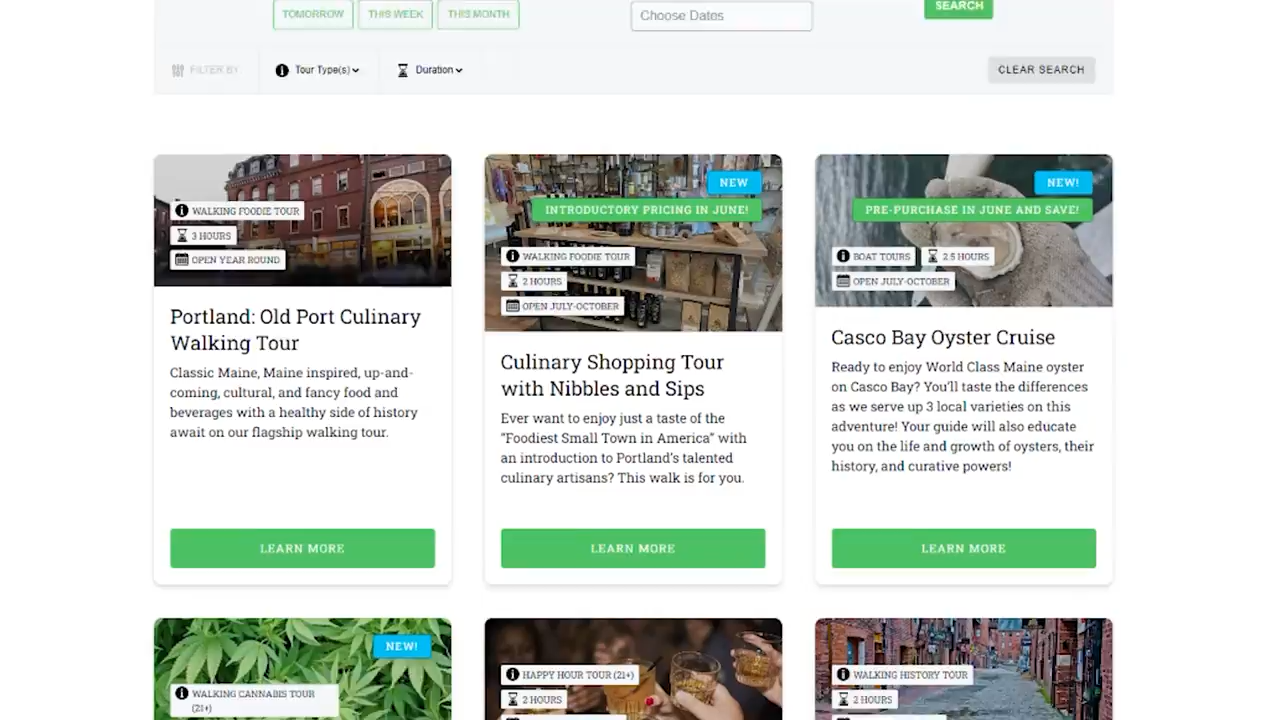 TOMORROW
THIS WEEK
THIS MONTH
Choose Dates
SEARCH
FILTER BY:
Tour Type(s)
Duration
CLEAR SEARCH
WALKING FOODIE TOUR
3 HOURS
OPEN YEAR ROUND
Portland: Old Port Culinary
Walking Tour
Classic Maine, Maine inspired, up-and-
coming, cultural, and fancy food and
beverages with a healthy side of history
await on our flagship walking tour.
LEARN MORE
NEW
INTRODUCTORY PRICING IN JUNE!
WALKING FOODIE TOUR
2 HOURS
OPEN JULY-OCTOBER
Culinary Shopping Tour
with Nibbles and Sips
Ever want to enjoy just a taste of the
"Foodiest Small Town in America" with
an introduction to Portland's talented
culinary artisans? This walk is for you.
LEARN MORE
NEW!
PRE-PURCHASE IN JUNE AND SAVE!
BOAT TOURS
2.5 HOURS
OPEN JULY-OCTOBER
Casco Bay Oyster Cruise
Ready to enjoy World Class Maine oyster
on Casco Bay? You'll taste the differences
as we serve up 3 local varieties on this
adventure! Your guide will also educate
you on the life and growth of oysters, their
history, and curative powers!
LEARN MORE
NEW!
WALKING CANNABIS TOUR
(21+)
HAPPY HOUR TOUR (21+)
2 HOURS
WALKING HISTORY TOUR
2 HOURS